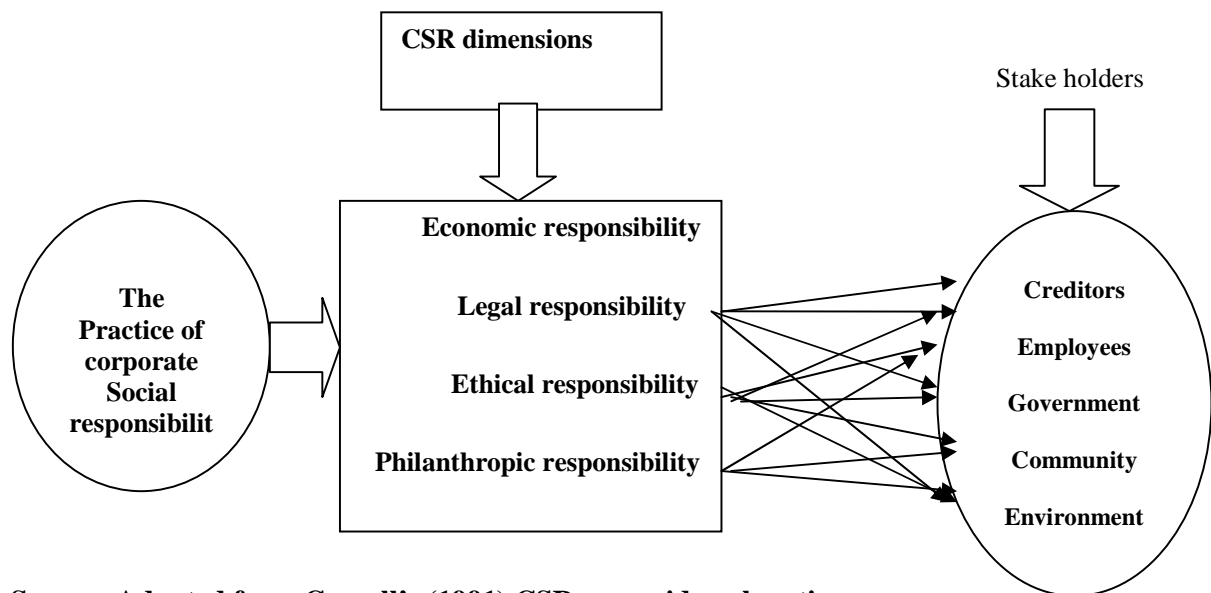 CSR dimensions
Stake holders
Economic responsibility
The
Practice of
corporate
Social
responsibilit
Legal responsibility
Ethical responsibility
Philanthropic responsibility
Creditors
Employees
Government
Community
Environment